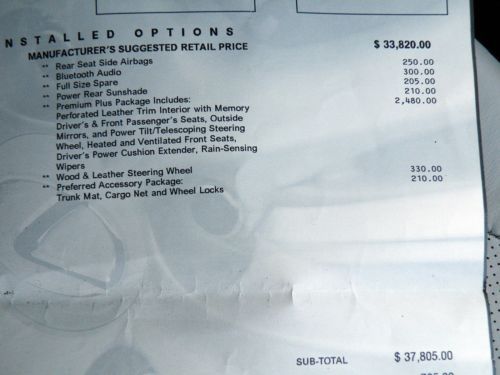 NSTALLED OPTIONS
MANUFACTURER'S SUGGESTED RETAIL PRICE $ 33,820.00
** Rear Seat Side Airbags 250.00
** Bluetooth Audio 300.00
** Full Size Spare 205.00
** Power Rear Sunshade 210.00
** Premium Plus Package Includes: 2,480.00
Perforated Leather Trim Interior with Memory
Driver's & Front Passenger's Seats, Outside
Mirrors, and Power Tilt/Telescoping Steering
Wheel, Heated and Ventilated Front Seats,
Driver's Power Cushion Extender, Rain-Sensing
Wipers
** Wood & Leather Steering Wheel 330.00
** Preferred Accessory Package: 210.00
Trunk Mat, Cargo Net and Wheel Locks
SUB-TOTAL $ 37,805.00